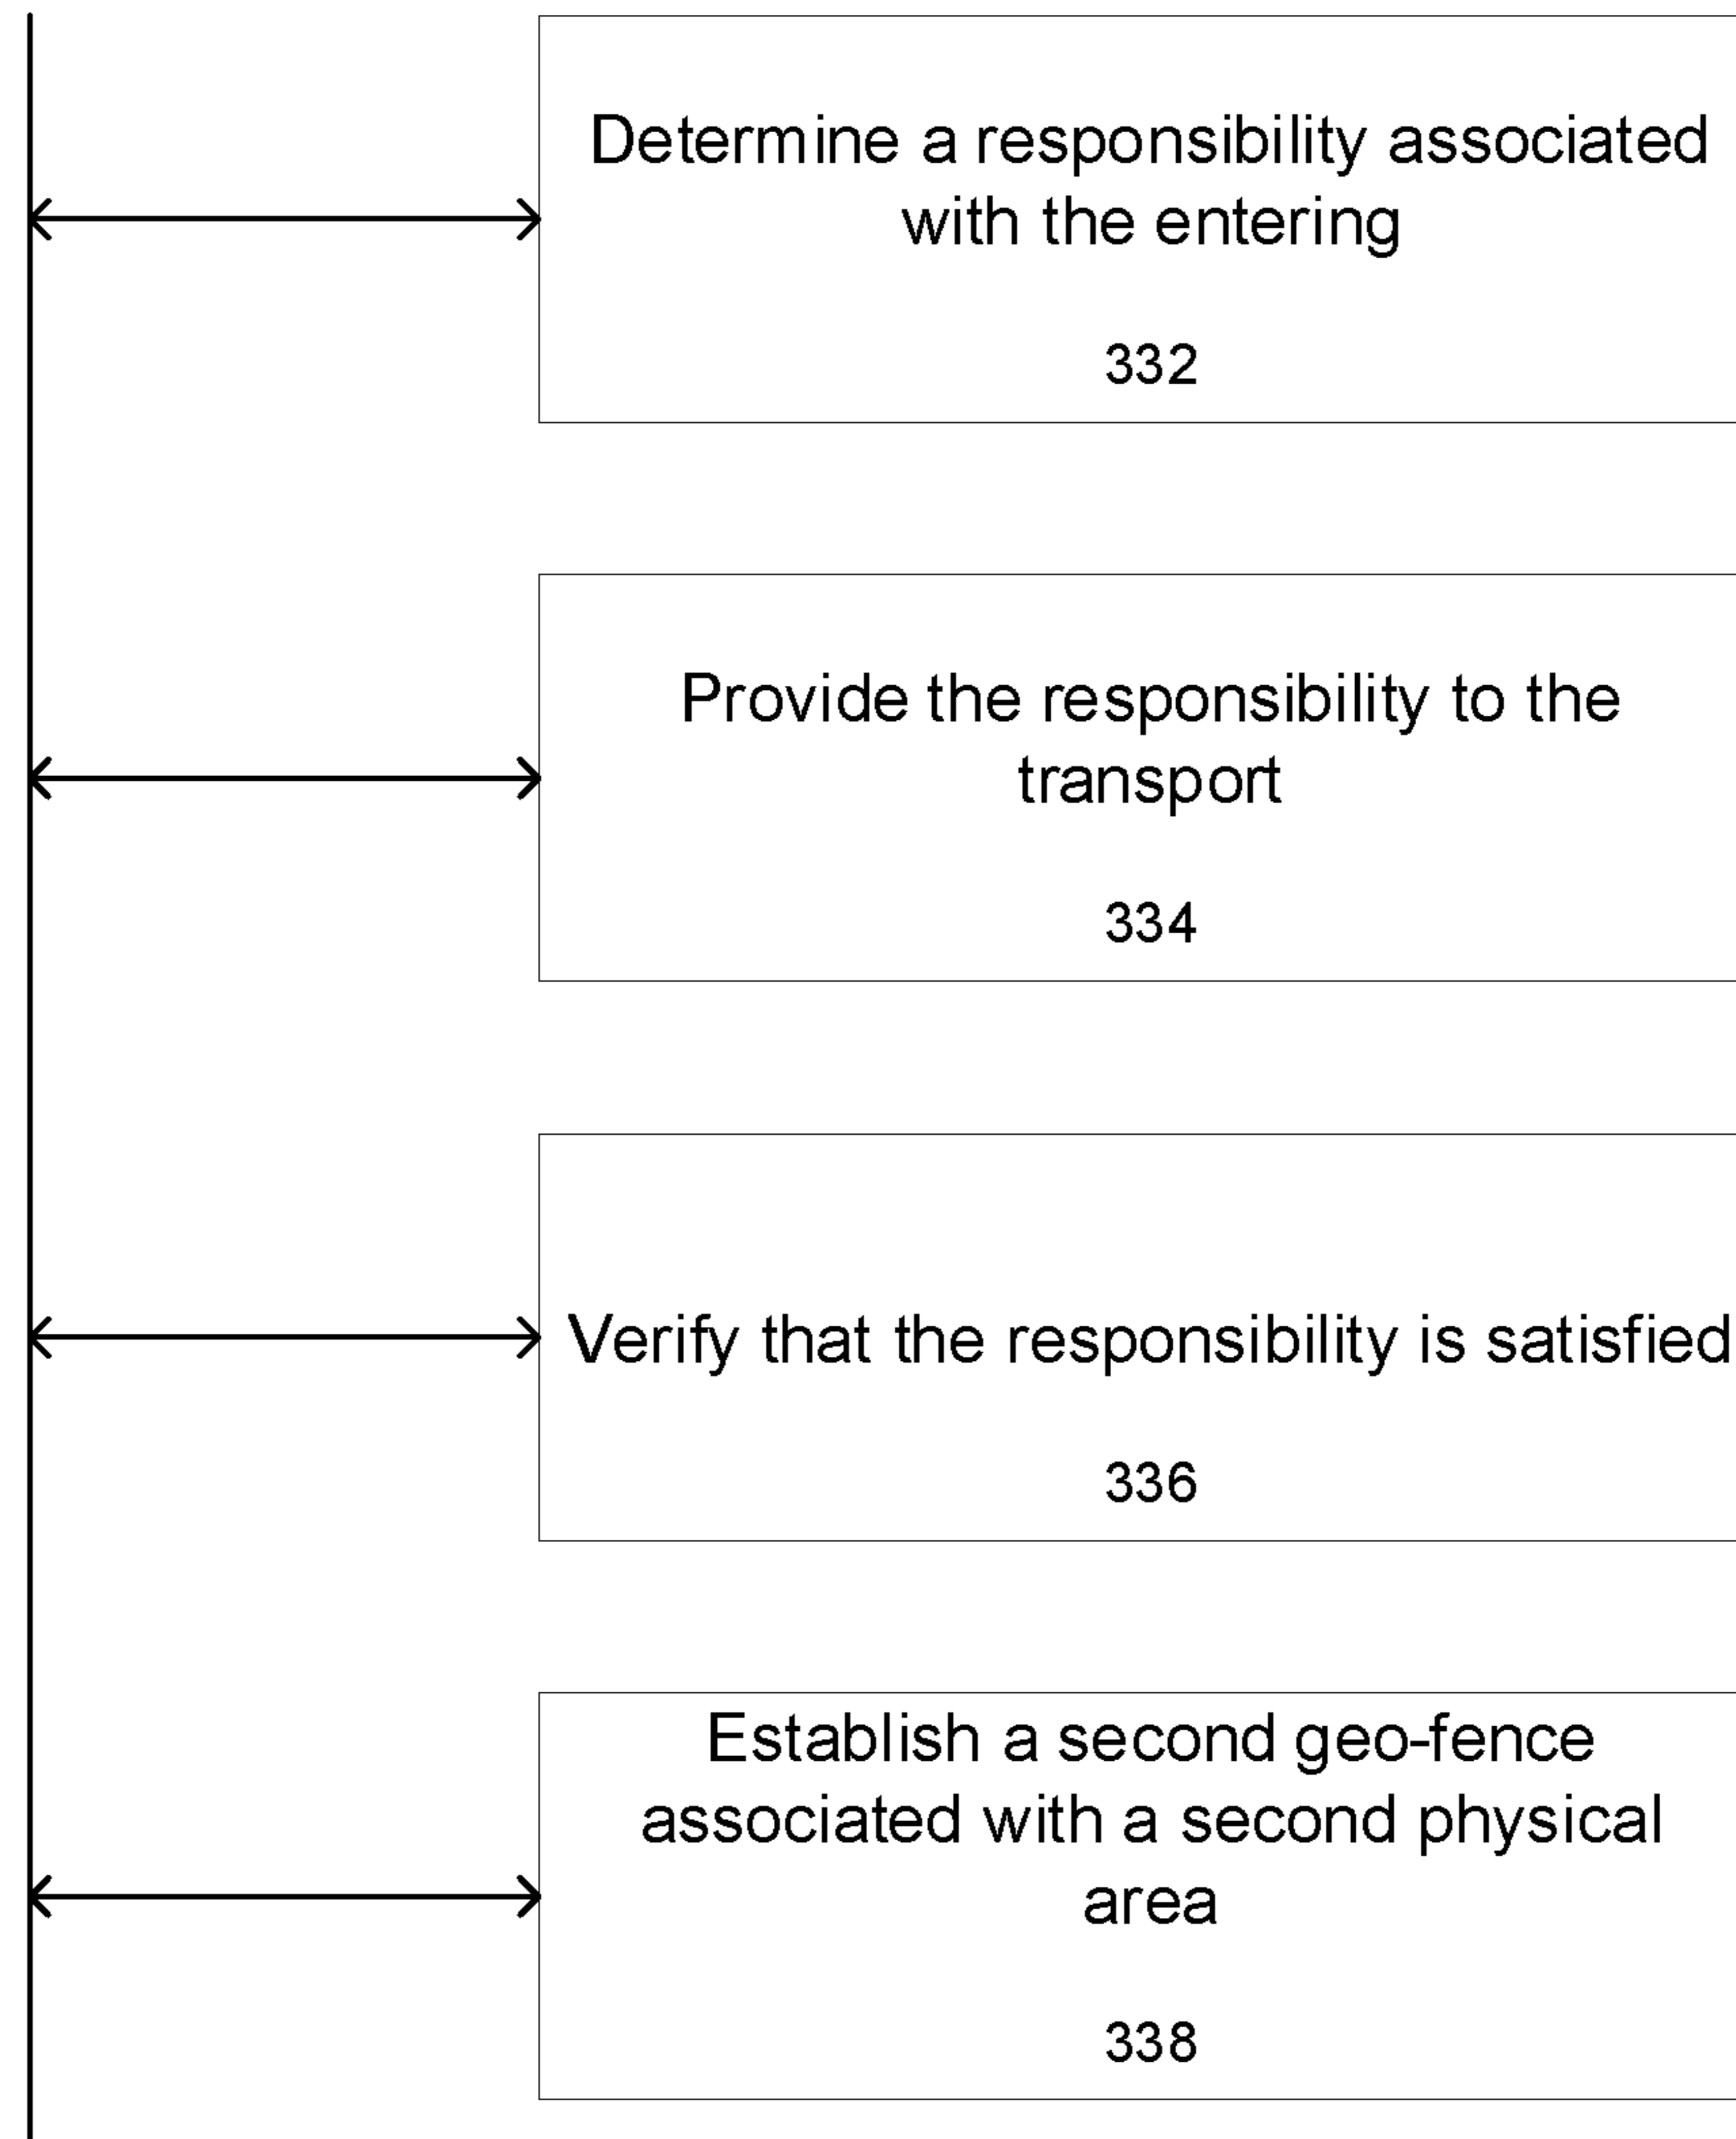 Determine a responsibility associated
with the entering
332
Provide the responsibility to the
transport
334
Verify that the responsibility is satisfied
336
Establish a second geo-fence
associated with a second physical
area
338